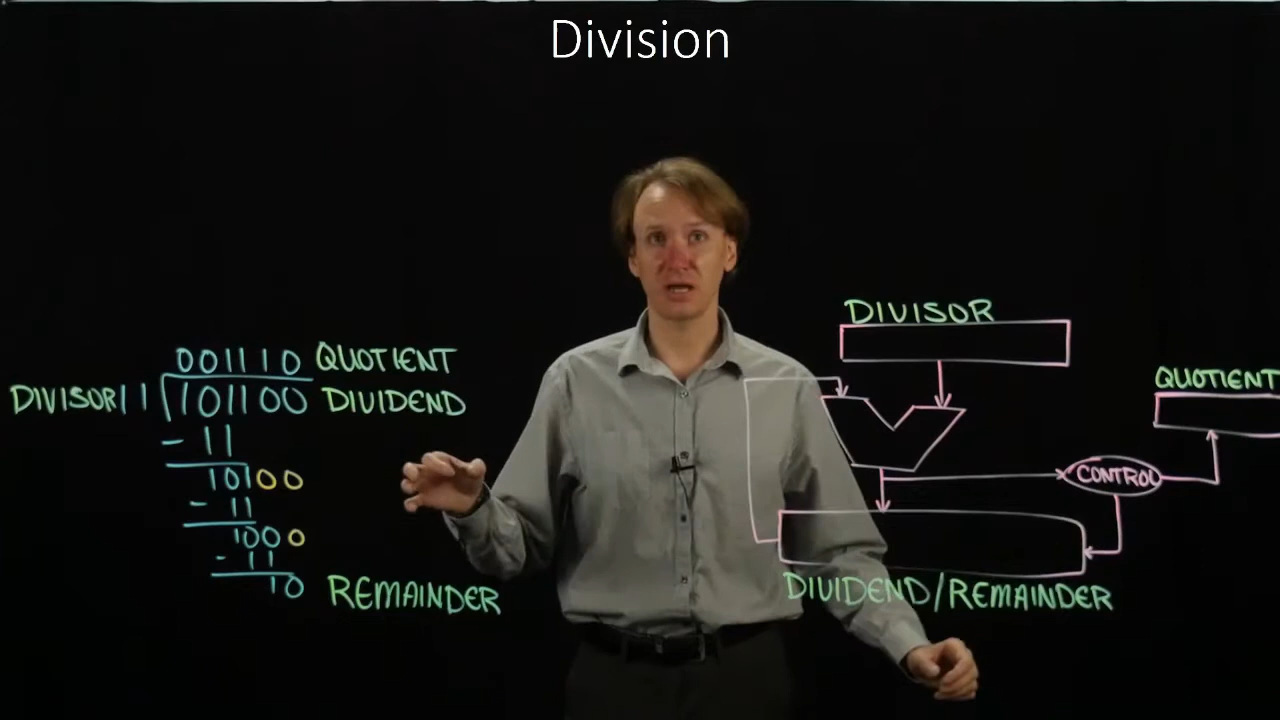 Division
001110 QUOTIENT
DIVISOR 11 101100 DIVIDEND
- 11
10100
- 11
1000
- 11
10
REMAINDER
DIVISOR
QUOTIENT
CONTROL
DIVIDEND/REMAINDER